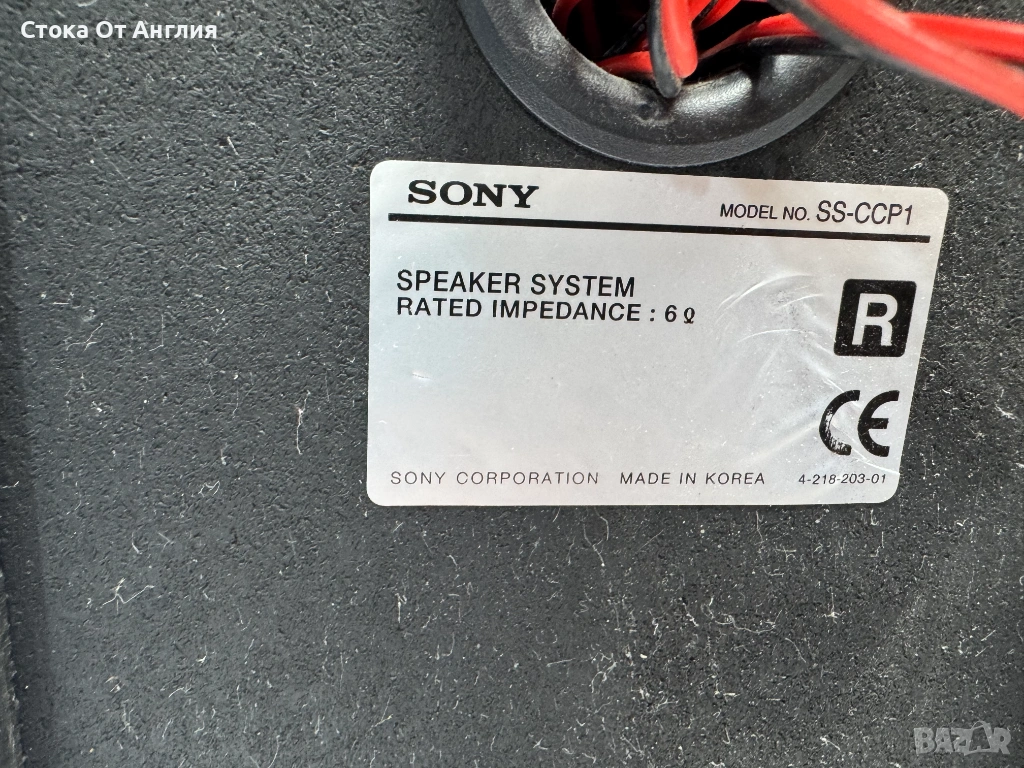 Стока От Англия
SONY
MODEL NO. SS-CCP1
SPEAKER SYSTEM
RATED IMPEDANCE : 6 Ω
R
CE
SONY CORPORATION MADE IN KOREA 4-218-203-01
BAZAR